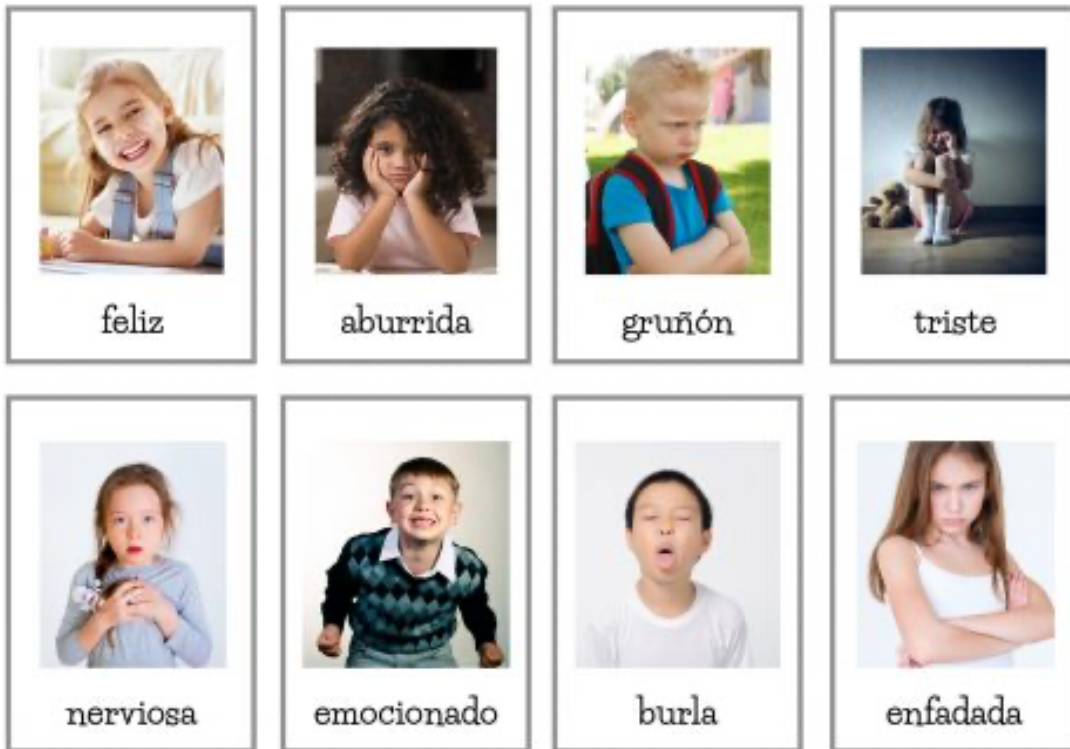 feliz
aburrida
gruñón
triste
nerviosa
emocionado
burla
enfadada